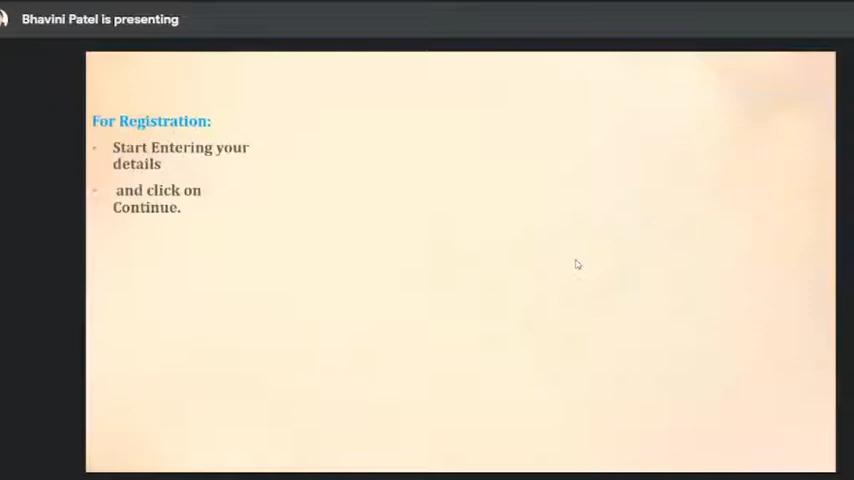 Bhavini Patel is presenting
For Registration:
- Start Entering your
details
- and click on
Continue.